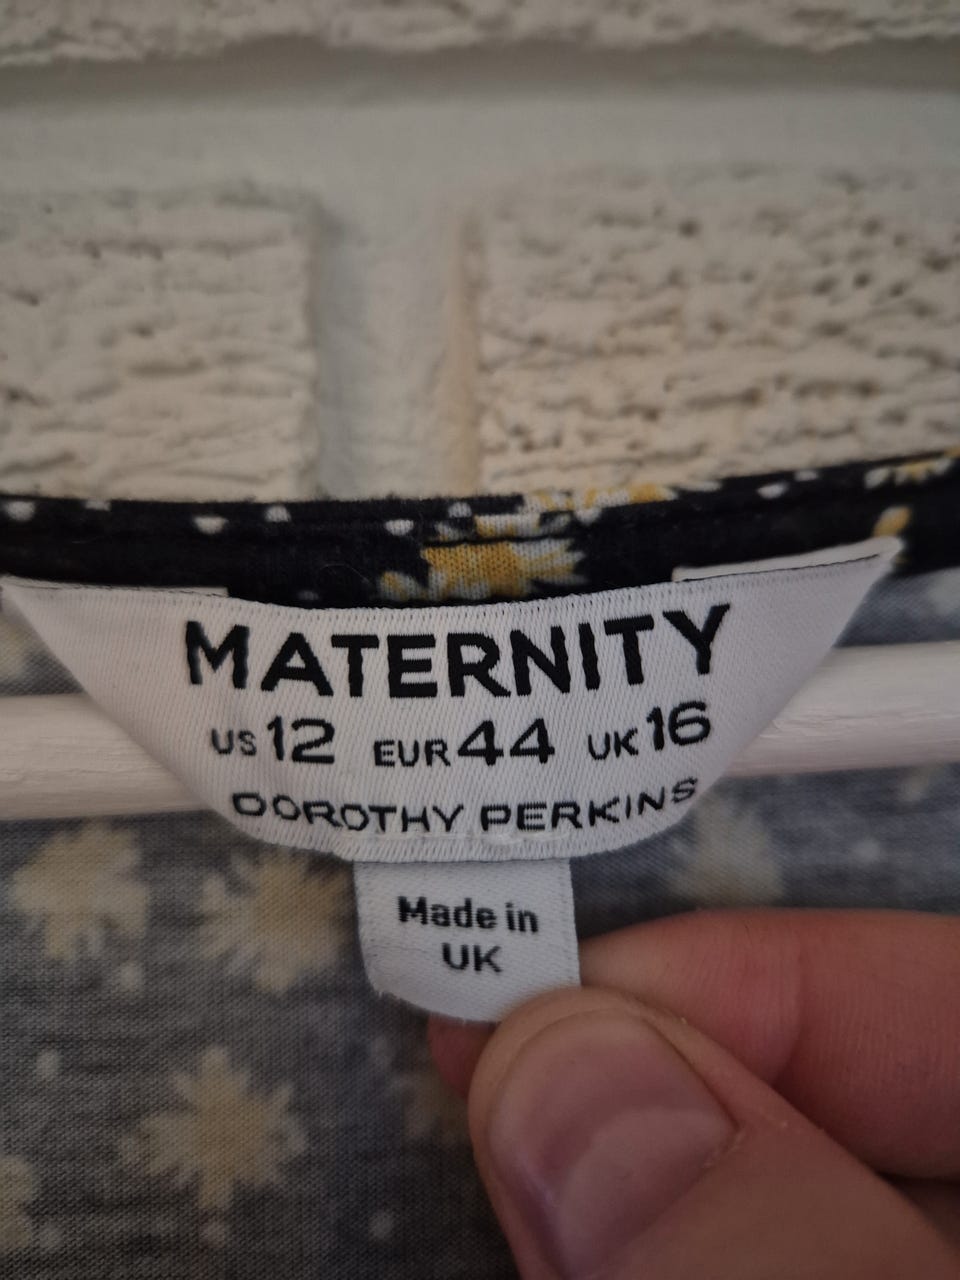 MATERNITY
US 12 EUR 44 UK 16
DOROTHY PERKINS
Made in
UK